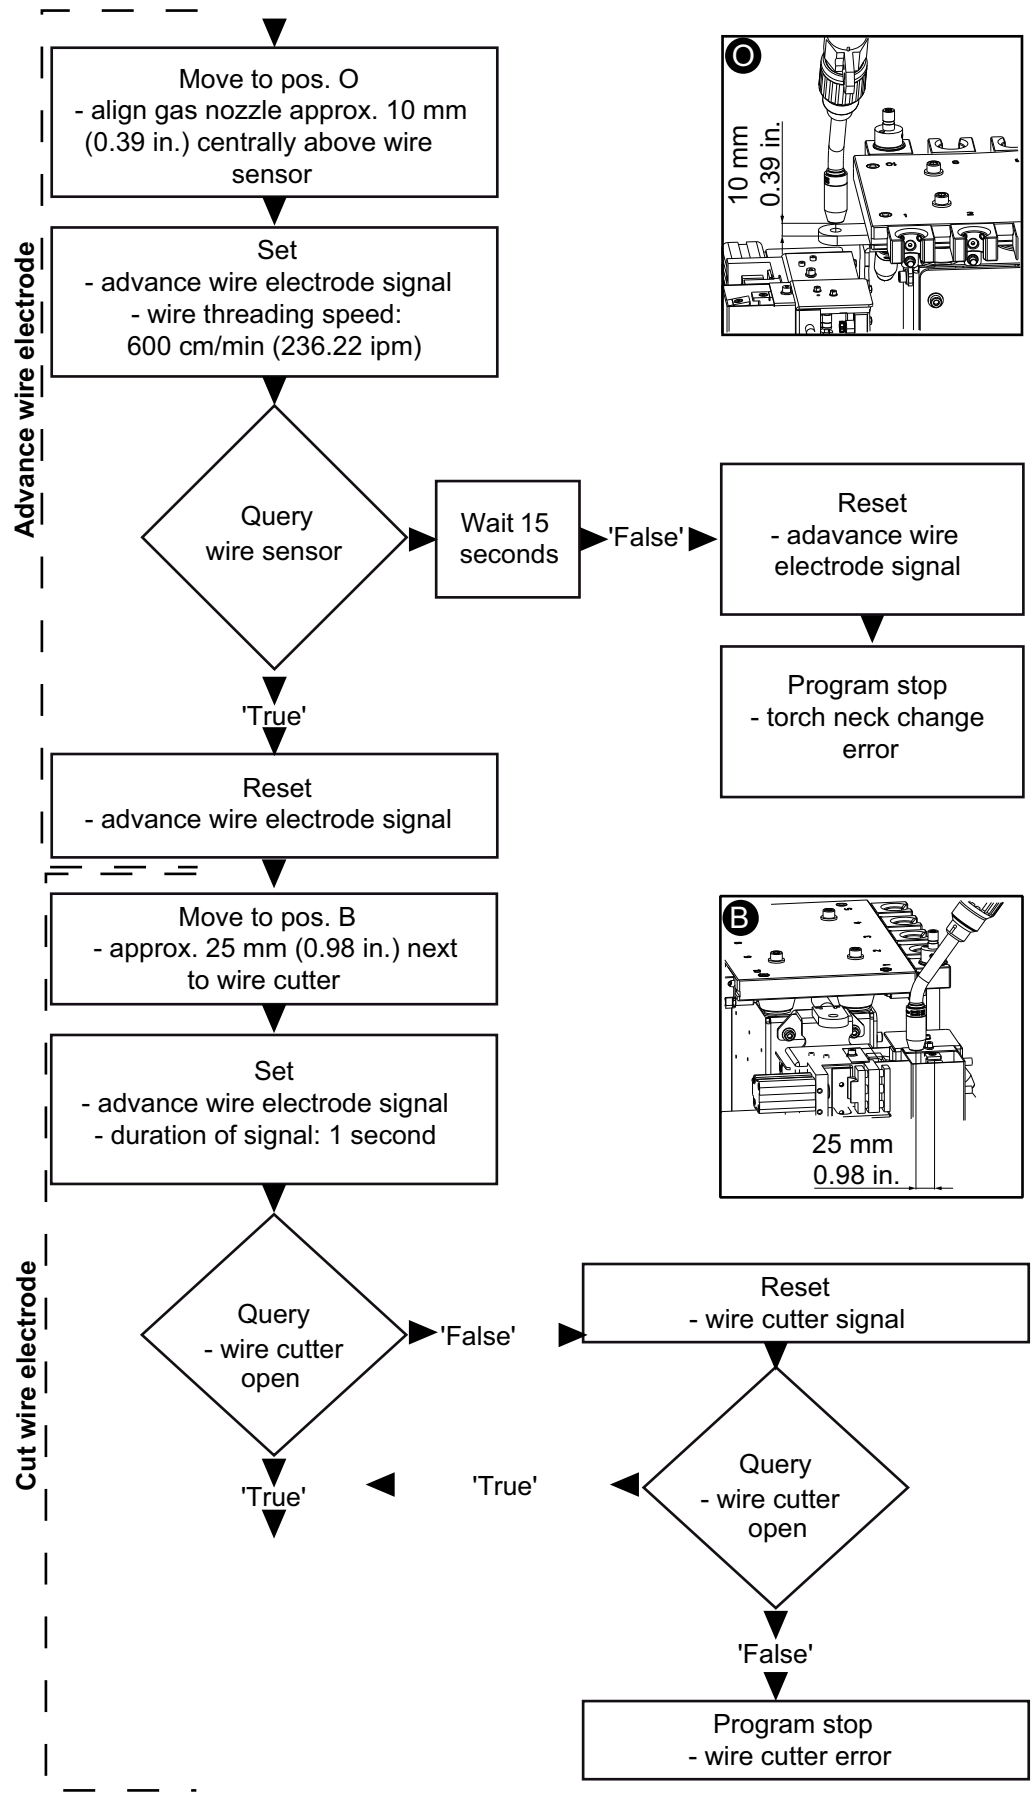 Advance wire electrode
Move to pos. O
- align gas nozzle approx. 10 mm
(0.39 in.) centrally above wire
sensor
O
10 mm
0.39 in.
Set
- advance wire electrode signal
- wire threading speed:
600 cm/min (236.22 ipm)
Query
wire sensor
Wait 15
seconds
'False'
Reset
- adavance wire
electrode signal
Program stop
- torch neck change
error
'True'
Reset
- advance wire electrode signal
Cut wire electrode
Move to pos. B
- approx. 25 mm (0.98 in.) next
to wire cutter
B
25 mm
0.98 in.
Set
- advance wire electrode signal
- duration of signal: 1 second
Query
- wire cutter
open
'False'
Reset
- wire cutter signal
Query
- wire cutter
open
'True'
'True'
'False'
Program stop
- wire cutter error